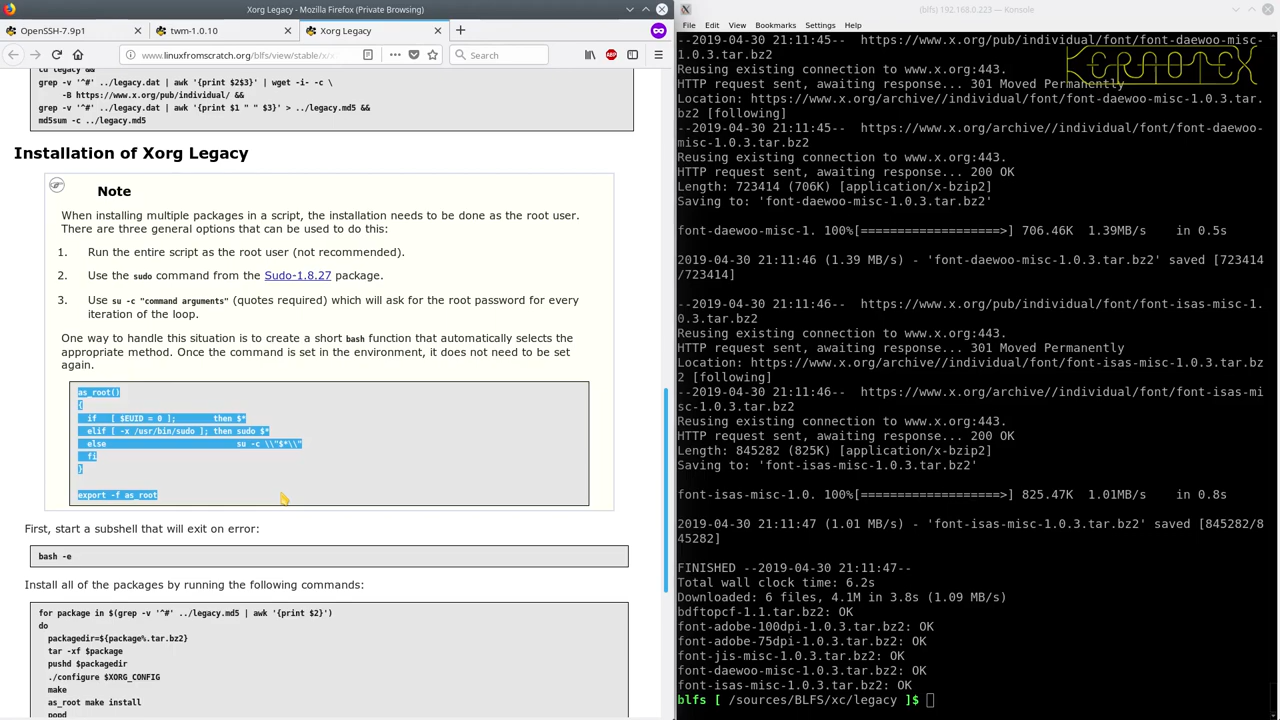 Xorg Legacy - Mozilla Firefox (Private Browsing)
OpenSSH-7.9p1
twm-1.0.10
Xorg Legacy
www.linuxfromscratch.org/blfs/view/stable/x
Search
cd legacy &&
grep -v '^#' ../legacy.dat | awk '{print $2$3}' | wget -i- -c \
-B https://www.x.org/pub/individual/ &&
grep -v '^#' ../legacy.dat | awk '{print $1 " " $3}' > ../legacy.md5 &&
md5sum -c ../legacy.md5
Installation of Xorg Legacy
Note
When installing multiple packages in a script, the installation needs to be done as the root user.
There are three general options that can be used to do this:
1. Run the entire script as the root user (not recommended).
2. Use the sudo command from the Sudo-1.8.27 package.
3. Use su -c "command arguments" (quotes required) which will ask for the root password for every
iteration of the loop.
One way to handle this situation is to create a short bash function that automatically selects the
appropriate method. Once the command is set in the environment, it does not need to be set
again.
as_root()
{
if [ $EUID = 0 ]; then $*
elif [ -x /usr/bin/sudo ]; then sudo $*
else su -c \\"$*\\"
fi
}
export -f as_root
First, start a subshell that will exit on error:
bash -e
Install all of the packages by running the following commands:
for package in $(grep -v '^#' ../legacy.md5 | awk '{print $2}')
do
packagedir=${package%.tar.bz2}
tar -xf $package
pushd $packagedir
./configure $XORG_CONFIG
make
as_root make install
popd
(blfs) 192.168.0.223 — Konsole
File Edit View Bookmarks Settings Help
KERNOTEX
--2019-04-30 21:11:45-- https://www.x.org/pub/individual/font/font-daewoo-misc-
1.0.3.tar.bz2
Reusing existing connection to www.x.org:443.
HTTP request sent, awaiting response... 301 Moved Permanently
Location: https://www.x.org/archive//individual/font/font-daewoo-misc-1.0.3.tar.
bz2 [following]
--2019-04-30 21:11:45-- https://www.x.org/archive//individual/font/font-daewoo-
misc-1.0.3.tar.bz2
Reusing existing connection to www.x.org:443.
HTTP request sent, awaiting response... 200 OK
Length: 723414 (706K) [application/x-bzip2]
Saving to: 'font-daewoo-misc-1.0.3.tar.bz2'
font-daewoo-misc-1. 100%[===================>] 706.46K 1.39MB/s in 0.5s
2019-04-30 21:11:46 (1.39 MB/s) - 'font-daewoo-misc-1.0.3.tar.bz2' saved [723414
/723414]
--2019-04-30 21:11:46-- https://www.x.org/pub/individual/font/font-isas-misc-1.
0.3.tar.bz2
Reusing existing connection to www.x.org:443.
HTTP request sent, awaiting response... 301 Moved Permanently
Location: https://www.x.org/archive//individual/font/font-isas-misc-1.0.3.tar.bz
2 [following]
--2019-04-30 21:11:46-- https://www.x.org/archive//individual/font/font-isas-mi
sc-1.0.3.tar.bz2
Reusing existing connection to www.x.org:443.
HTTP request sent, awaiting response... 200 OK
Length: 845282 (825K) [application/x-bzip2]
Saving to: 'font-isas-misc-1.0.3.tar.bz2'
font-isas-misc-1.0. 100%[===================>] 825.47K 1.01MB/s in 0.8s
2019-04-30 21:11:47 (1.01 MB/s) - 'font-isas-misc-1.0.3.tar.bz2' saved [845282/8
45282]
FINISHED --2019-04-30 21:11:47--
Total wall clock time: 6.2s
Downloaded: 6 files, 4.1M in 3.8s (1.09 MB/s)
bdftopcf-1.1.tar.bz2: OK
font-adobe-100dpi-1.0.3.tar.bz2: OK
font-adobe-75dpi-1.0.3.tar.bz2: OK
font-jis-misc-1.0.3.tar.bz2: OK
font-daewoo-misc-1.0.3.tar.bz2: OK
font-isas-misc-1.0.3.tar.bz2: OK
blfs [ /sources/BLFS/xc/legacy ]$